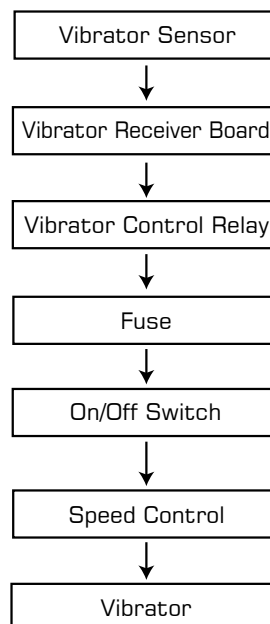 Vibrator Sensor
Vibrator Receiver Board
Vibrator Control Relay
Fuse
On/Off Switch
Speed Control
Vibrator